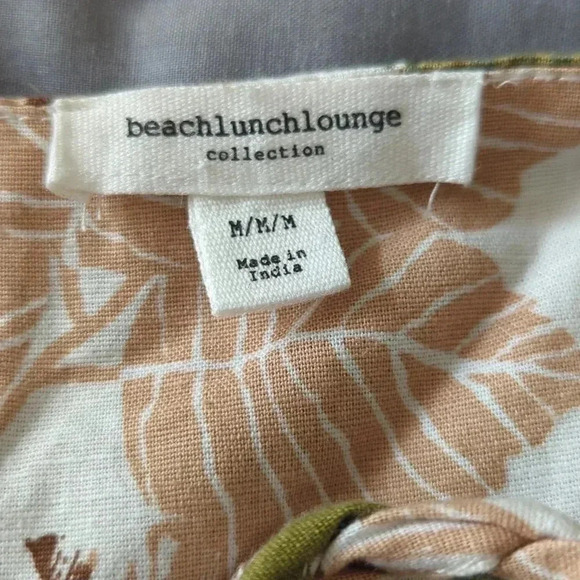 beachlunchlounge
collection
M/M/M
Made in
India